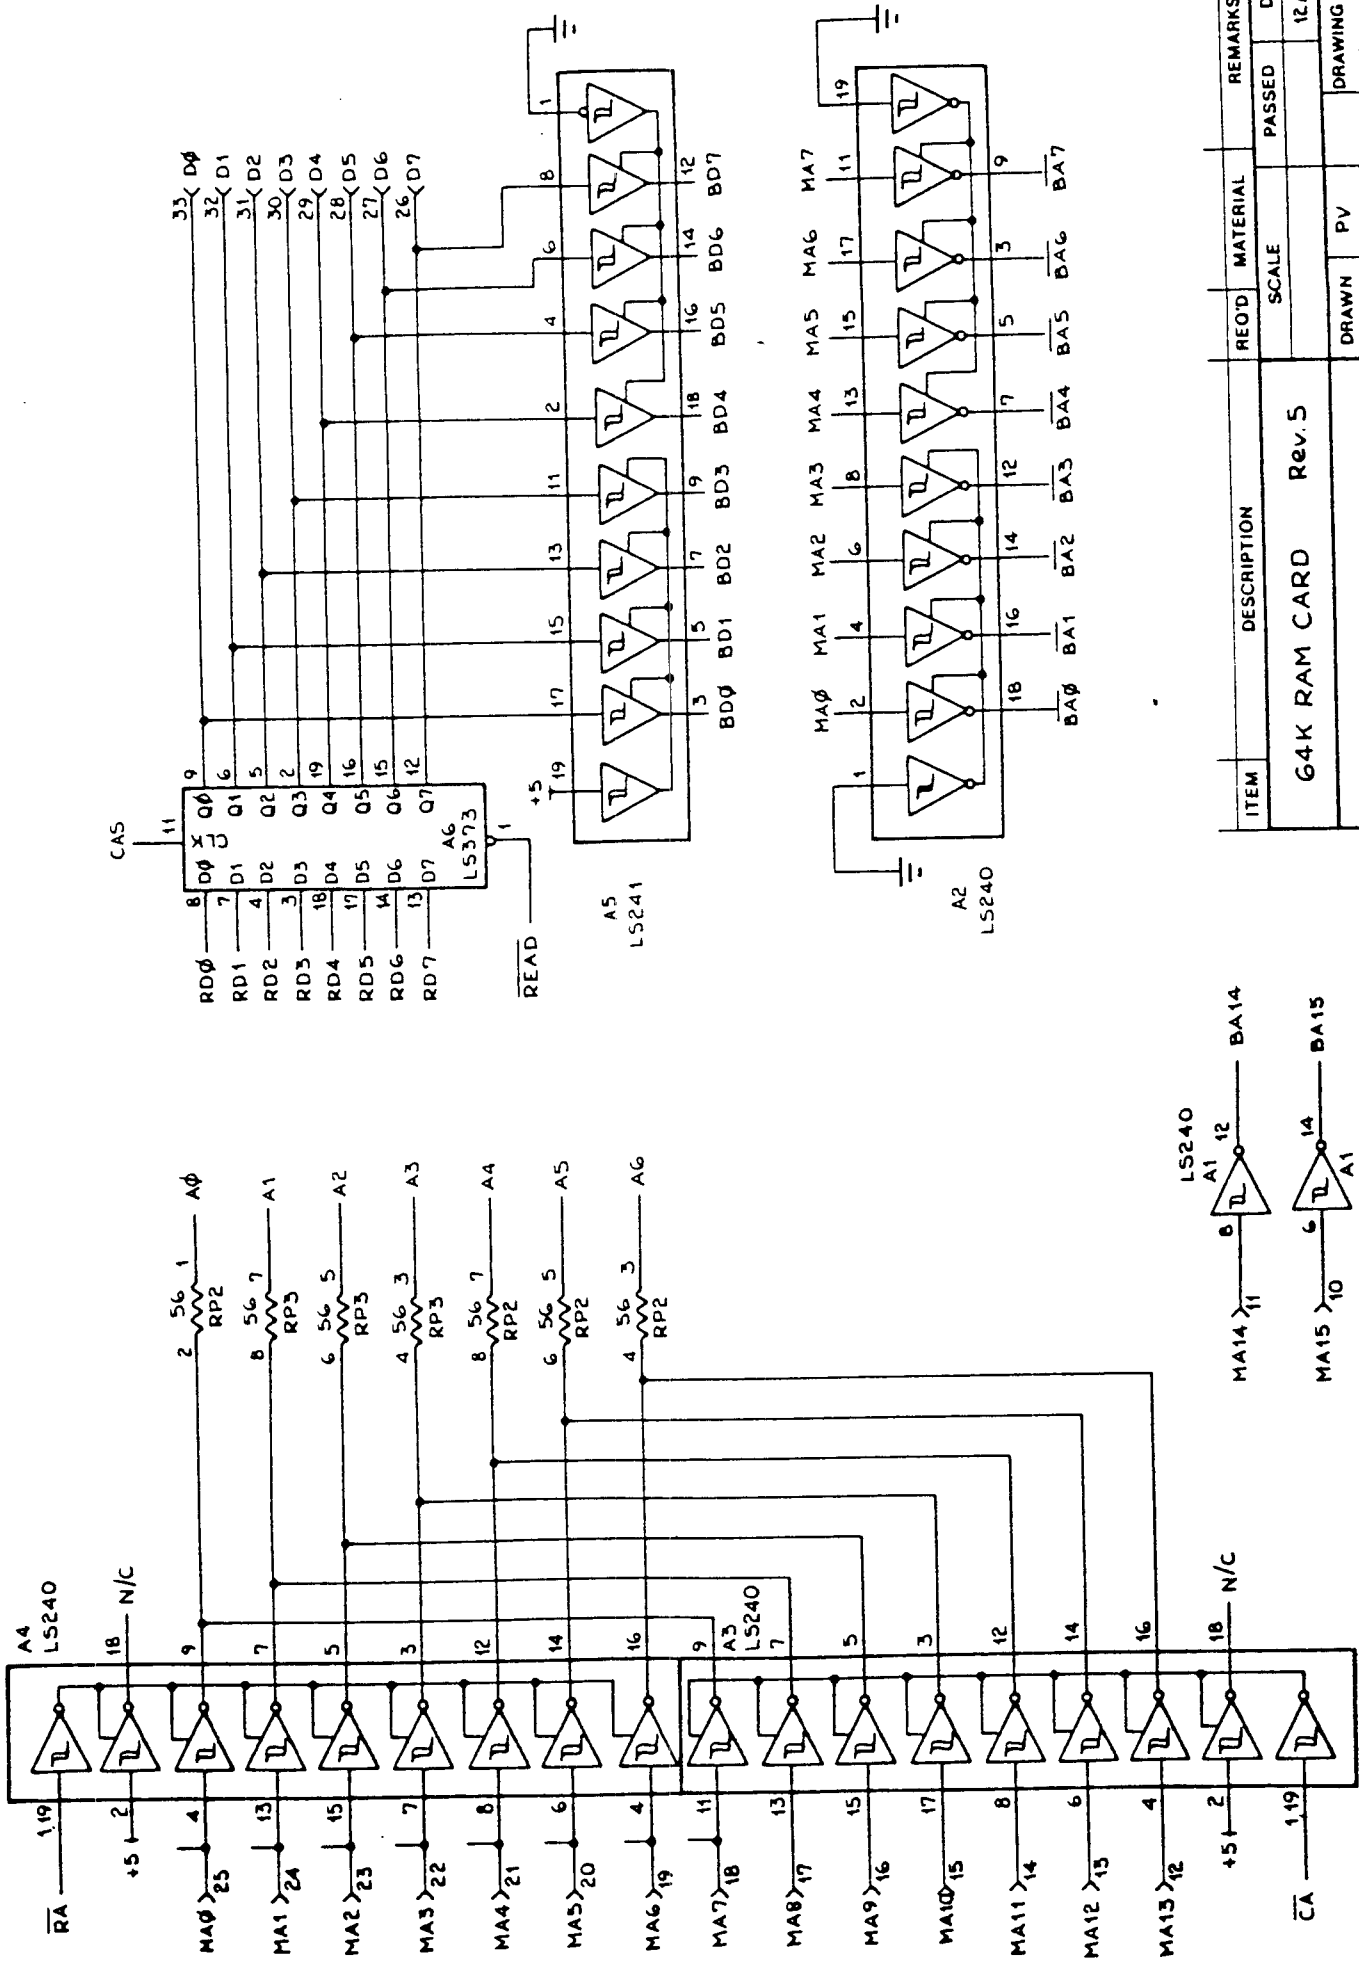 RA 1,19 A4 LS240
+5 2 18 N/C
MAØ 25 4 9 2 56 1 AØ
RP2
MA1 24 13 7 8 56 7 A1
RP3
MA2 23 15 5 6 56 5 A2
RP3
MA3 22 7 3 4 56 3 A3
RP3
MA4 21 8 12 8 56 7 A4
RP2
MA5 20 6 14 6 56 5 A5
RP2
MA6 19 4 16 4 56 3 A6
RP2
MA7 18 11 9
A3 LS240
MA8 17 13 7
MA9 16 15 5
MA1Ø 15 17 3
MA11 14 8 12
MA12 13 6 14
MA13 12 4 16
+5 2 18 N/C
CA 1,19
LS240
A1
MA14 11 8 12 BA14
MA15 10 6 14 BA15
A1
CAS 11
CLK
RDØ 8 DØ QØ 9 33 DØ
RD1 7 D1 Q1 6 32 D1
RD2 4 D2 Q2 5 31 D2
RD3 3 D3 Q3 2 30 D3
RD4 18 D4 Q4 19 29 D4
RD5 17 D5 Q5 16 28 D5
RD6 14 D6 Q6 15 27 D6
RD7 13 D7 Q7 12 26 D7
A6
LS373
READ 1
A5
LS241
+5 19 17 15 13 11 2 4 6 8 1
3 5 7 9 18 16 14 12
BDØ BD1 BD2 BD3 BD4 BD5 BD6 BD7
MAØ MA1 MA2 MA3 MA4 MA5 MA6 MA7
1 2 4 6 8 13 15 17 11 19
A2
LS240
18 16 14 12 7 5 3 9
BAØ BA1 BA2 BA3 BA4 BA5 BA6 BA7
ITEM DESCRIPTION REQ'D MATERIAL REMARKS
64K RAM CARD Rev.5
SCALE PASSED D
12
DRAWN PV DRAWING